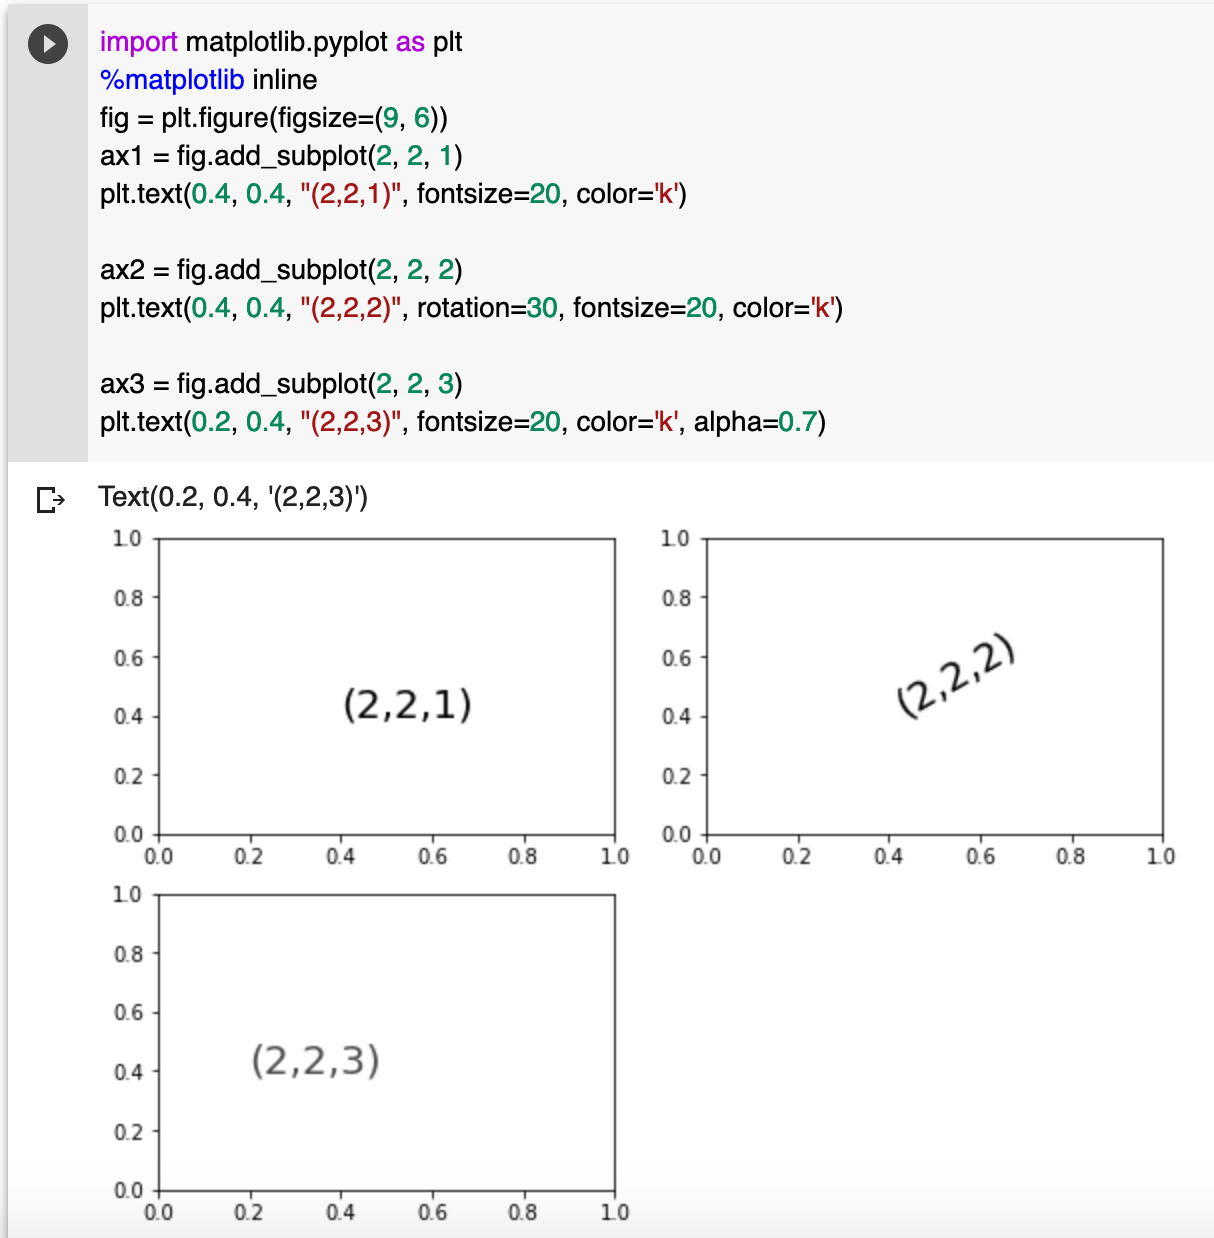 import matplotlib.pyplot as plt
%matplotlib inline
fig = plt.figure(figsize=(9, 6))
ax1 = fig.add_subplot(2, 2, 1)
plt.text(0.4, 0.4, "(2,2,1)", fontsize=20, color='k')
ax2 = fig.add_subplot(2, 2, 2)
plt.text(0.4, 0.4, "(2,2,2)", rotation=30, fontsize=20, color='k')
ax3 = fig.add_subplot(2, 2, 3)
plt.text(0.2, 0.4, "(2,2,3)", fontsize=20, color='k', alpha=0.7)
Text(0.2, 0.4, '(2,2,3)')
1.0
0.8
0.6
0.4
0.2
0.0
(2,2,1)
0.0 0.2 0.4 0.6 0.8 1.0
1.0
0.8
0.6
0.4
0.2
0.0
(2,2,2)
0.0 0.2 0.4 0.6 0.8 1.0
1.0
0.8
0.6
0.4
0.2
0.0
(2,2,3)
0.0 0.2 0.4 0.6 0.8 1.0